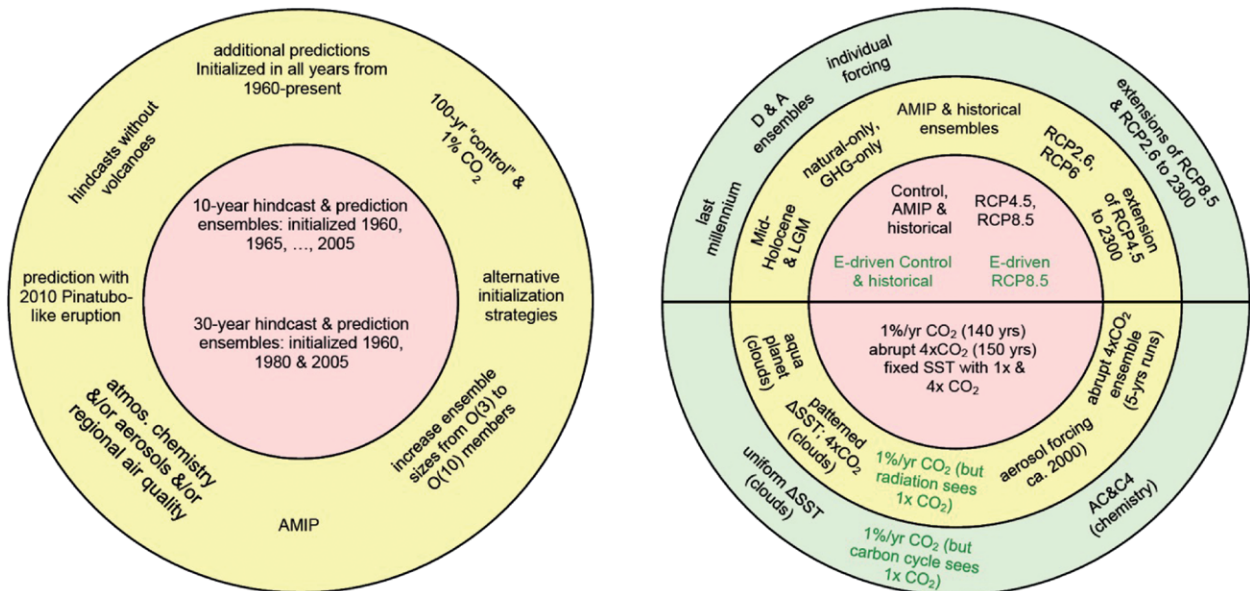 additional predictions
Initialized in all years from
1960-present
100-yr “control” &
1% CO₂
hindcasts without
volcanoes
10-year hindcast & prediction
ensembles: initialized 1960,
1965, …, 2005
prediction with
2010 Pinatubo-
like eruption
alternative
initialization
strategies
30-year hindcast & prediction
ensembles: initialized 1960,
1980 & 2005
atmos. chemistry
&/or aerosols &/or
regional air quality
increase ensemble
sizes from O(3) to
O(10) members
AMIP
individual
forcing
D & A
ensembles
last
millennium
extensions of RCP8.5
& RCP2.6 to 2300
AMIP & historical
ensembles
natural-only,
GHG-only
RCP2.6,
RCP6
Mid-
Holocene
& LGM
extension
of RCP4.5
to 2300
Control,
AMIP &
historical
RCP4.5,
RCP8.5
E-driven Control
& historical
E-driven
RCP8.5
1%/yr CO₂ (140 yrs)
abrupt 4xCO₂ (150 yrs)
fixed SST with 1x &
4x CO₂
aqua
planet
(clouds)
abrupt 4xCO₂
ensemble
(5-yrs runs)
patterned
ΔSST; 4xCO₂
(clouds)
1%/yr CO₂ (but
radiation sees
1x CO₂)
aerosol forcing
ca. 2000)
uniform ΔSST
(clouds)
1%/yr CO₂ (but
carbon cycle sees
1x CO₂)
AC&C4
(chemistry)